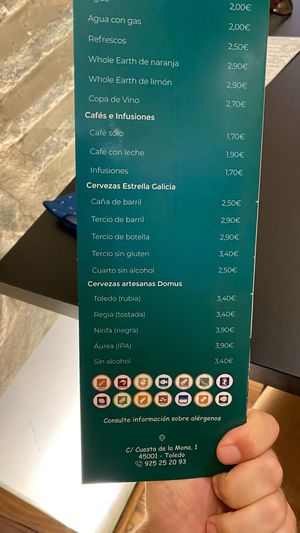 2,00€
Agua con gas 2,00€
Refrescos 2,50€
Whole Earth de naranja 2,90€
Whole Earth de limón 2,90€
Copa de Vino 2,70€
Cafés e Infusiones
Café solo 1,70€
Café con leche 1,90€
Infusiones 1,70€
Cervezas Estrella Galicia
Caña de barril 2,50€
Tercio de barril 2,90€
Tercio de botella 2,90€
Tercio sin gluten 3,40€
Cuarto sin alcohol 2,50€
Cervezas artesanas Domus
Toledo (rubia) 3,40€
Regia (tostada) 3,40€
Ninfa (negra) 3,90€
Áurea (IPA) 3,90€
Sin alcohol 3,40€
Consulte información sobre alérgenos
C/ Cuesta de la Mona, 1
45001 - Toledo
925 25 20 93